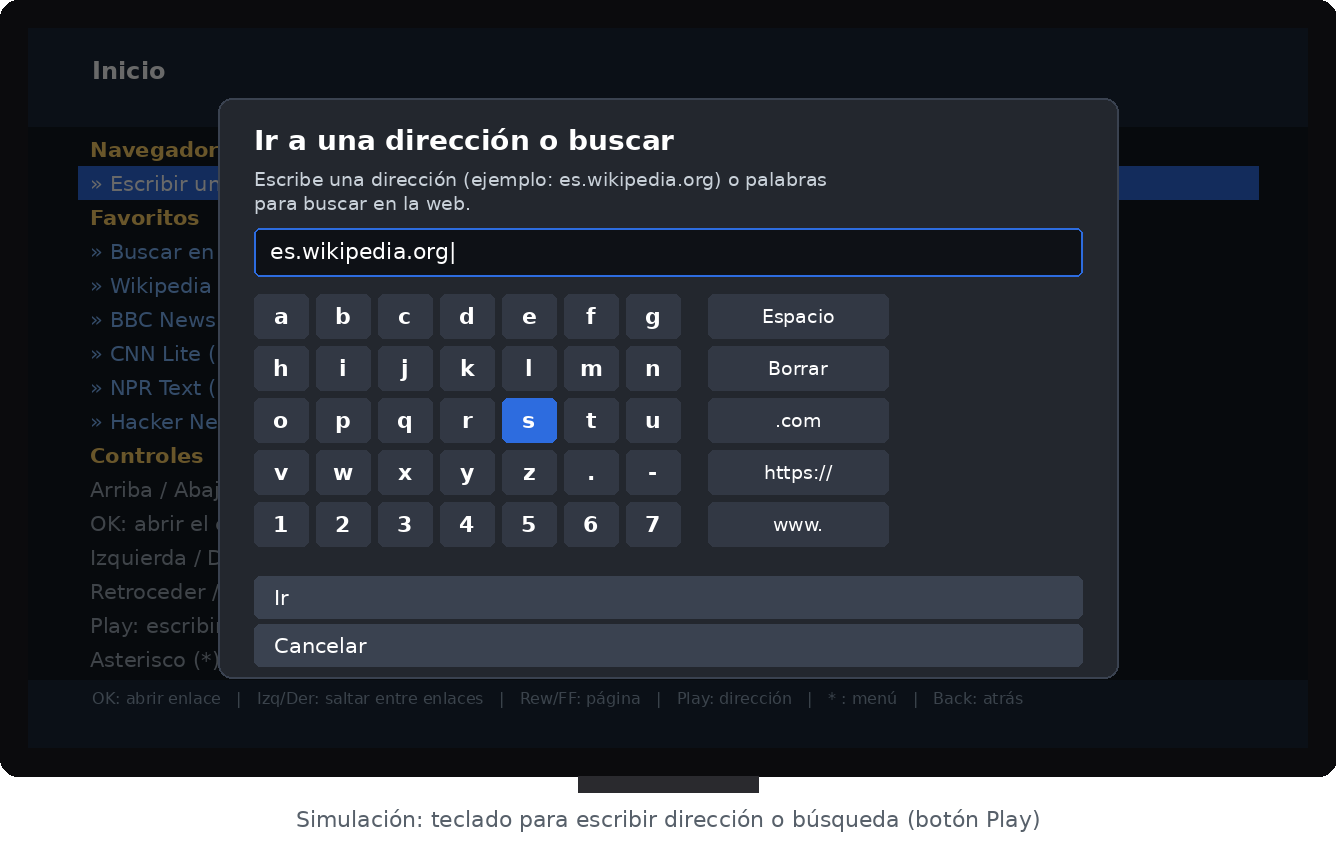 Inicio
Navegador
» Escribir un
Favoritos
» Buscar en
» Wikipedia
» BBC News
» CNN Lite (
» NPR Text (
» Hacker Ne
Controles
Arriba / Abaj
OK: abrir el e
Izquierda / D
Retroceder /
Play: escribir
Asterisco (*)
Ir a una dirección o buscar
Escribe una dirección (ejemplo: es.wikipedia.org) o palabras
para buscar en la web.
es.wikipedia.org|
a b c d e f g Espacio
h i j k l m n Borrar
o p q r s t u .com
v w x y z . - https://
1 2 3 4 5 6 7 www.
Ir
Cancelar
OK: abrir enlace | Izq/Der: saltar entre enlaces | Rew/FF: página | Play: dirección | * : menú | Back: atrás
Simulación: teclado para escribir dirección o búsqueda (botón Play)